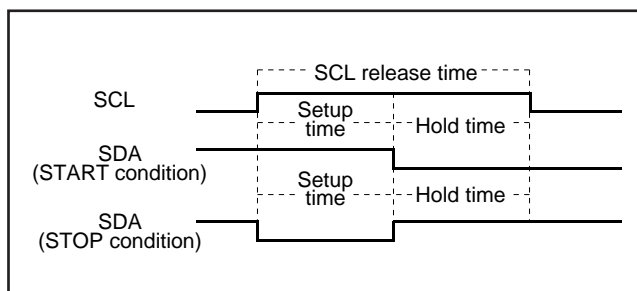 SCL release time
SCL
Setup
time
Hold time
SDA
(START condition)
Setup
time
Hold time
SDA
(STOP condition)